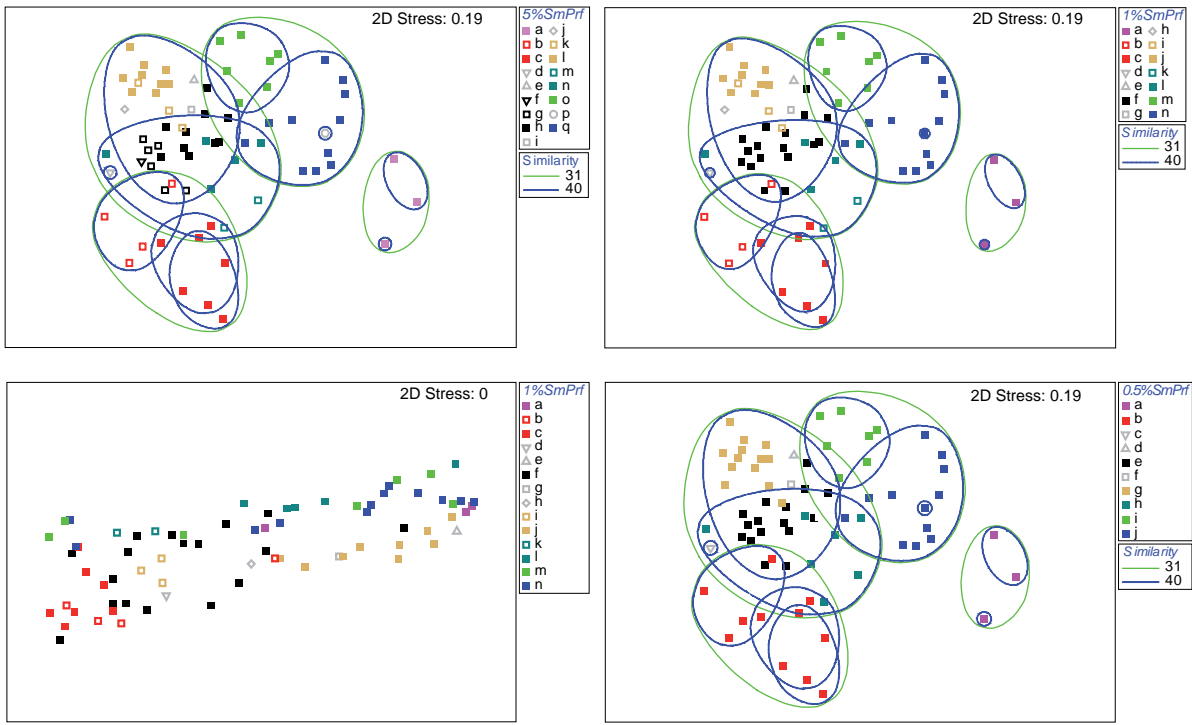 2D Stress: 0.19
5%SmPrf
a j
b k
c l
d m
e n
f o
g p
h q
i
Similarity
31
40
2D Stress: 0.19
1%SmPrf
a h
b i
c j
d k
e l
f m
g n
Similarity
31
40
2D Stress: 0
1%SmPrf
a
b
c
d
e
f
g
h
i
j
k
l
m
n
2D Stress: 0.19
0.5%SmPrf
a
b
c
d
e
f
g
h
i
j
Similarity
31
40